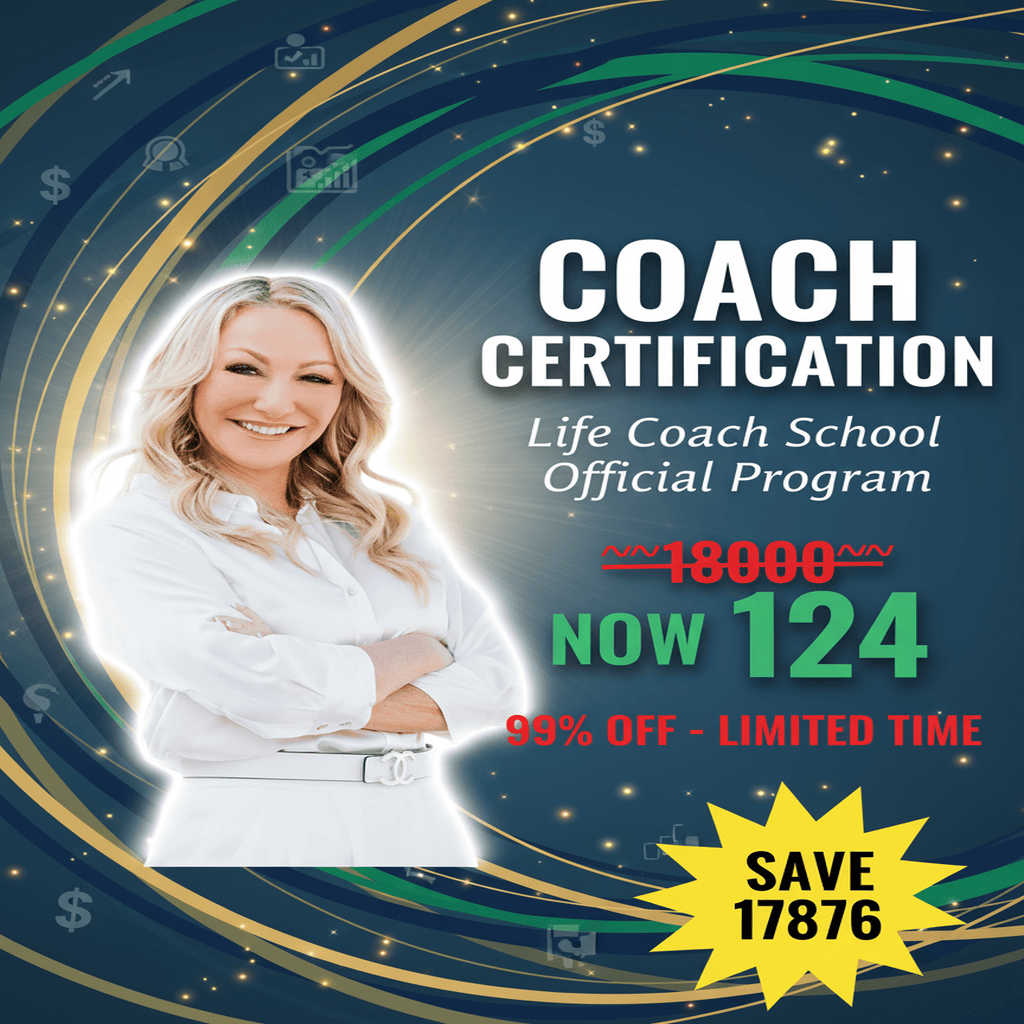 COACH
CERTIFICATION
Life Coach School
Official Program
~~18000~~
NOW 124
99% OFF - LIMITED TIME
SAVE
17876